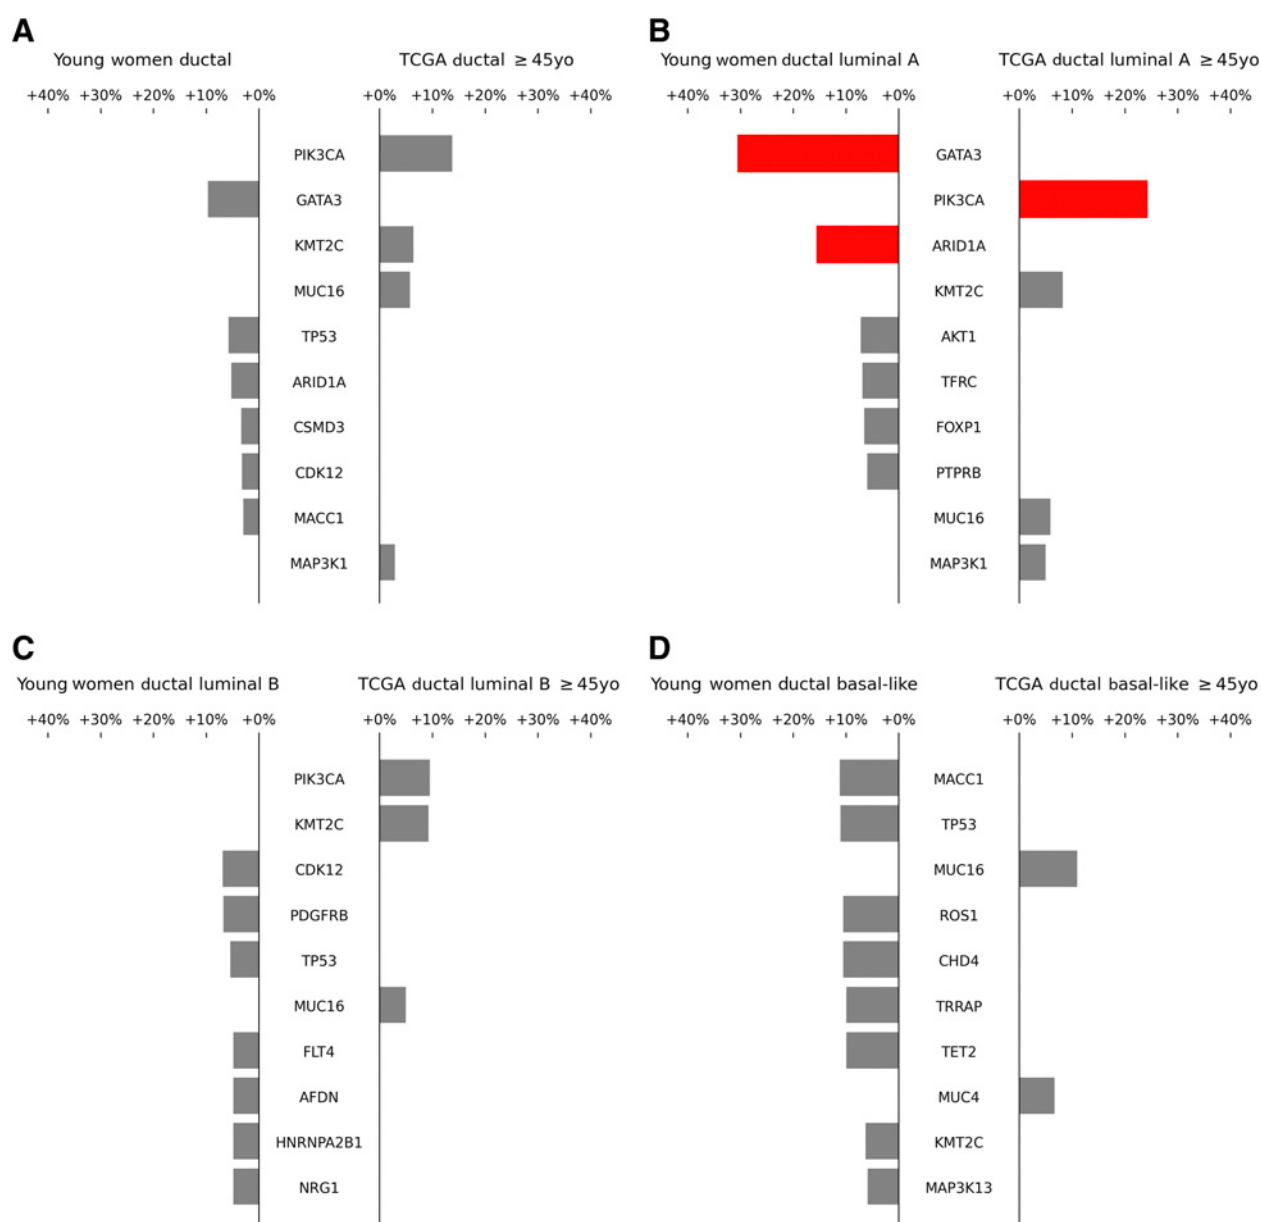 A
B
Young women ductal
TCGA ductal ≥ 45yo
Young women ductal luminal A
TCGA ductal luminal A ≥ 45yo
+40% +30% +20% +10% +0%
+0% +10% +20% +30% +40%
+40% +30% +20% +10% +0%
+0% +10% +20% +30% +40%
PIK3CA
GATA3
KMT2C
MUC16
TP53
ARID1A
CSMD3
CDK12
MACC1
MAP3K1
GATA3
PIK3CA
ARID1A
KMT2C
AKT1
TFRC
FOXP1
PTPRB
MUC16
MAP3K1
C
D
Young women ductal luminal B
TCGA ductal luminal B ≥ 45yo
Young women ductal basal-like
TCGA ductal basal-like ≥ 45yo
+40% +30% +20% +10% +0%
+0% +10% +20% +30% +40%
+40% +30% +20% +10% +0%
+0% +10% +20% +30% +40%
PIK3CA
KMT2C
CDK12
PDGFRB
TP53
MUC16
FLT4
AFDN
HNRNPA2B1
NRG1
MACC1
TP53
MUC16
ROS1
CHD4
TRRAP
TET2
MUC4
KMT2C
MAP3K13